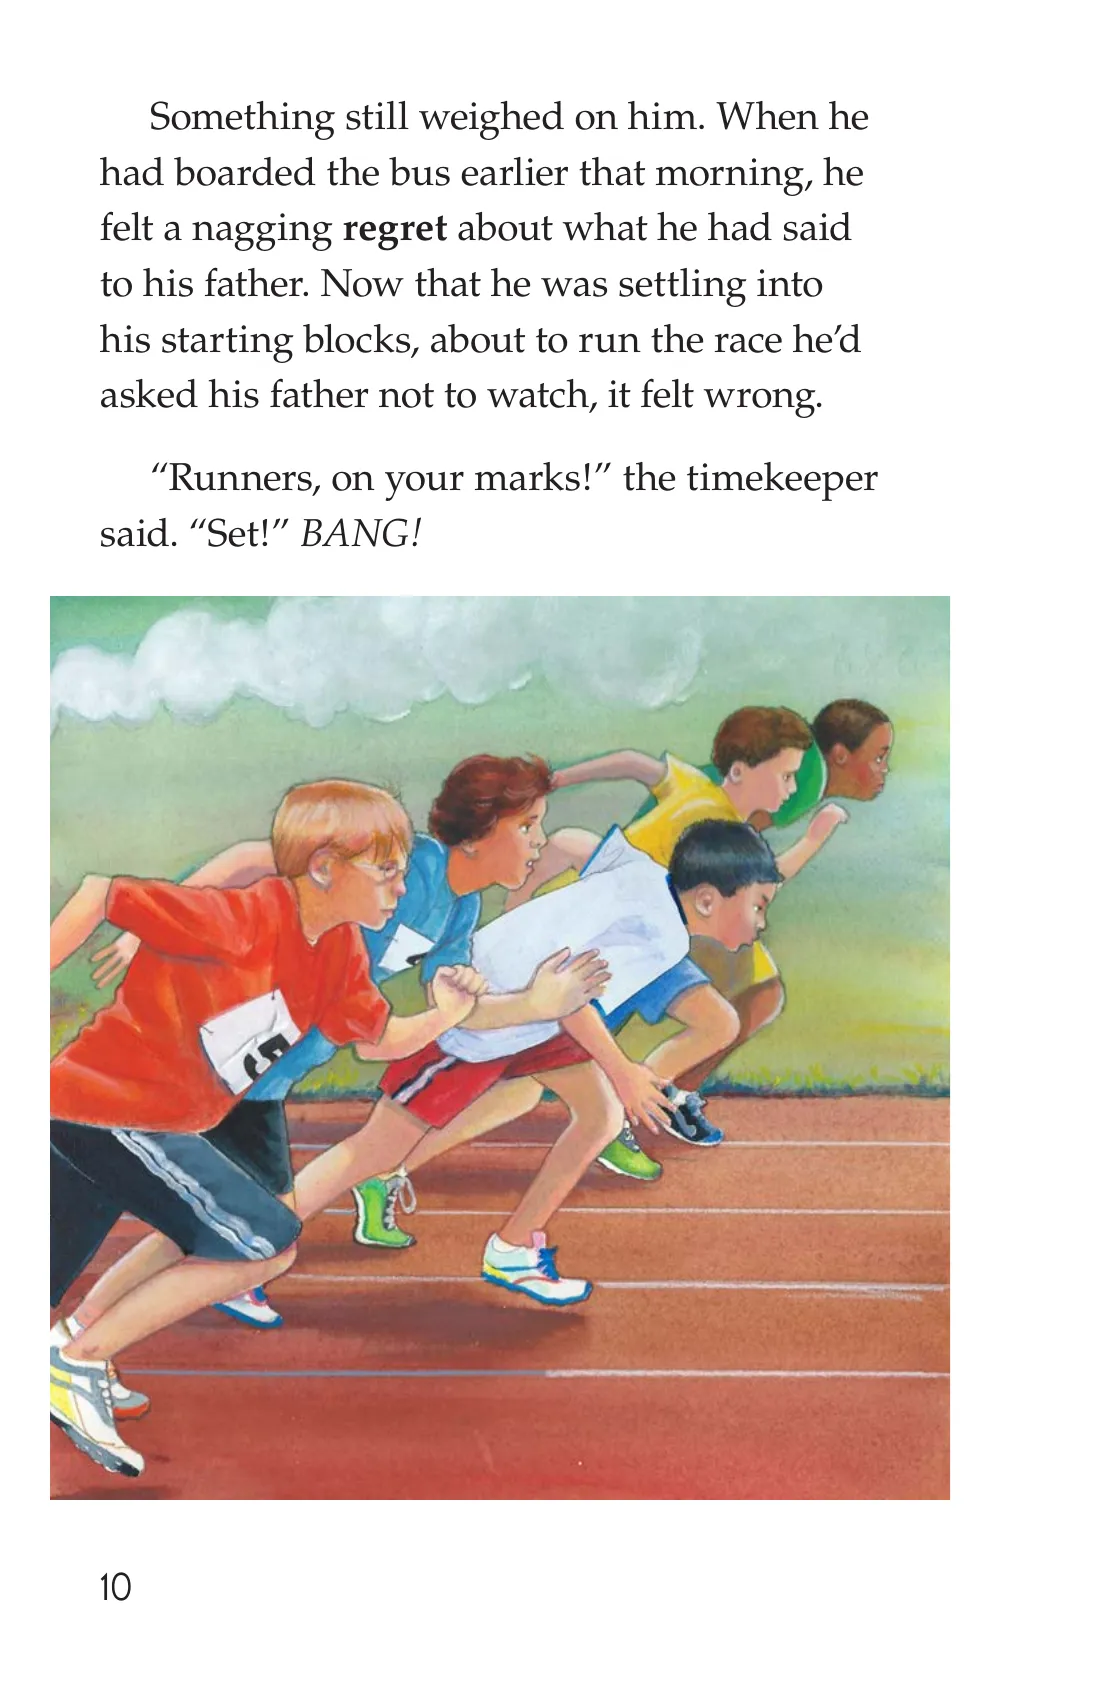 Something still weighed on him. When he
had boarded the bus earlier that morning, he
felt a nagging regret about what he had said
to his father. Now that he was settling into
his starting blocks, about to run the race he’d
asked his father not to watch, it felt wrong.
“Runners, on your marks!” the timekeeper
said. “Set!” BANG!
5
10